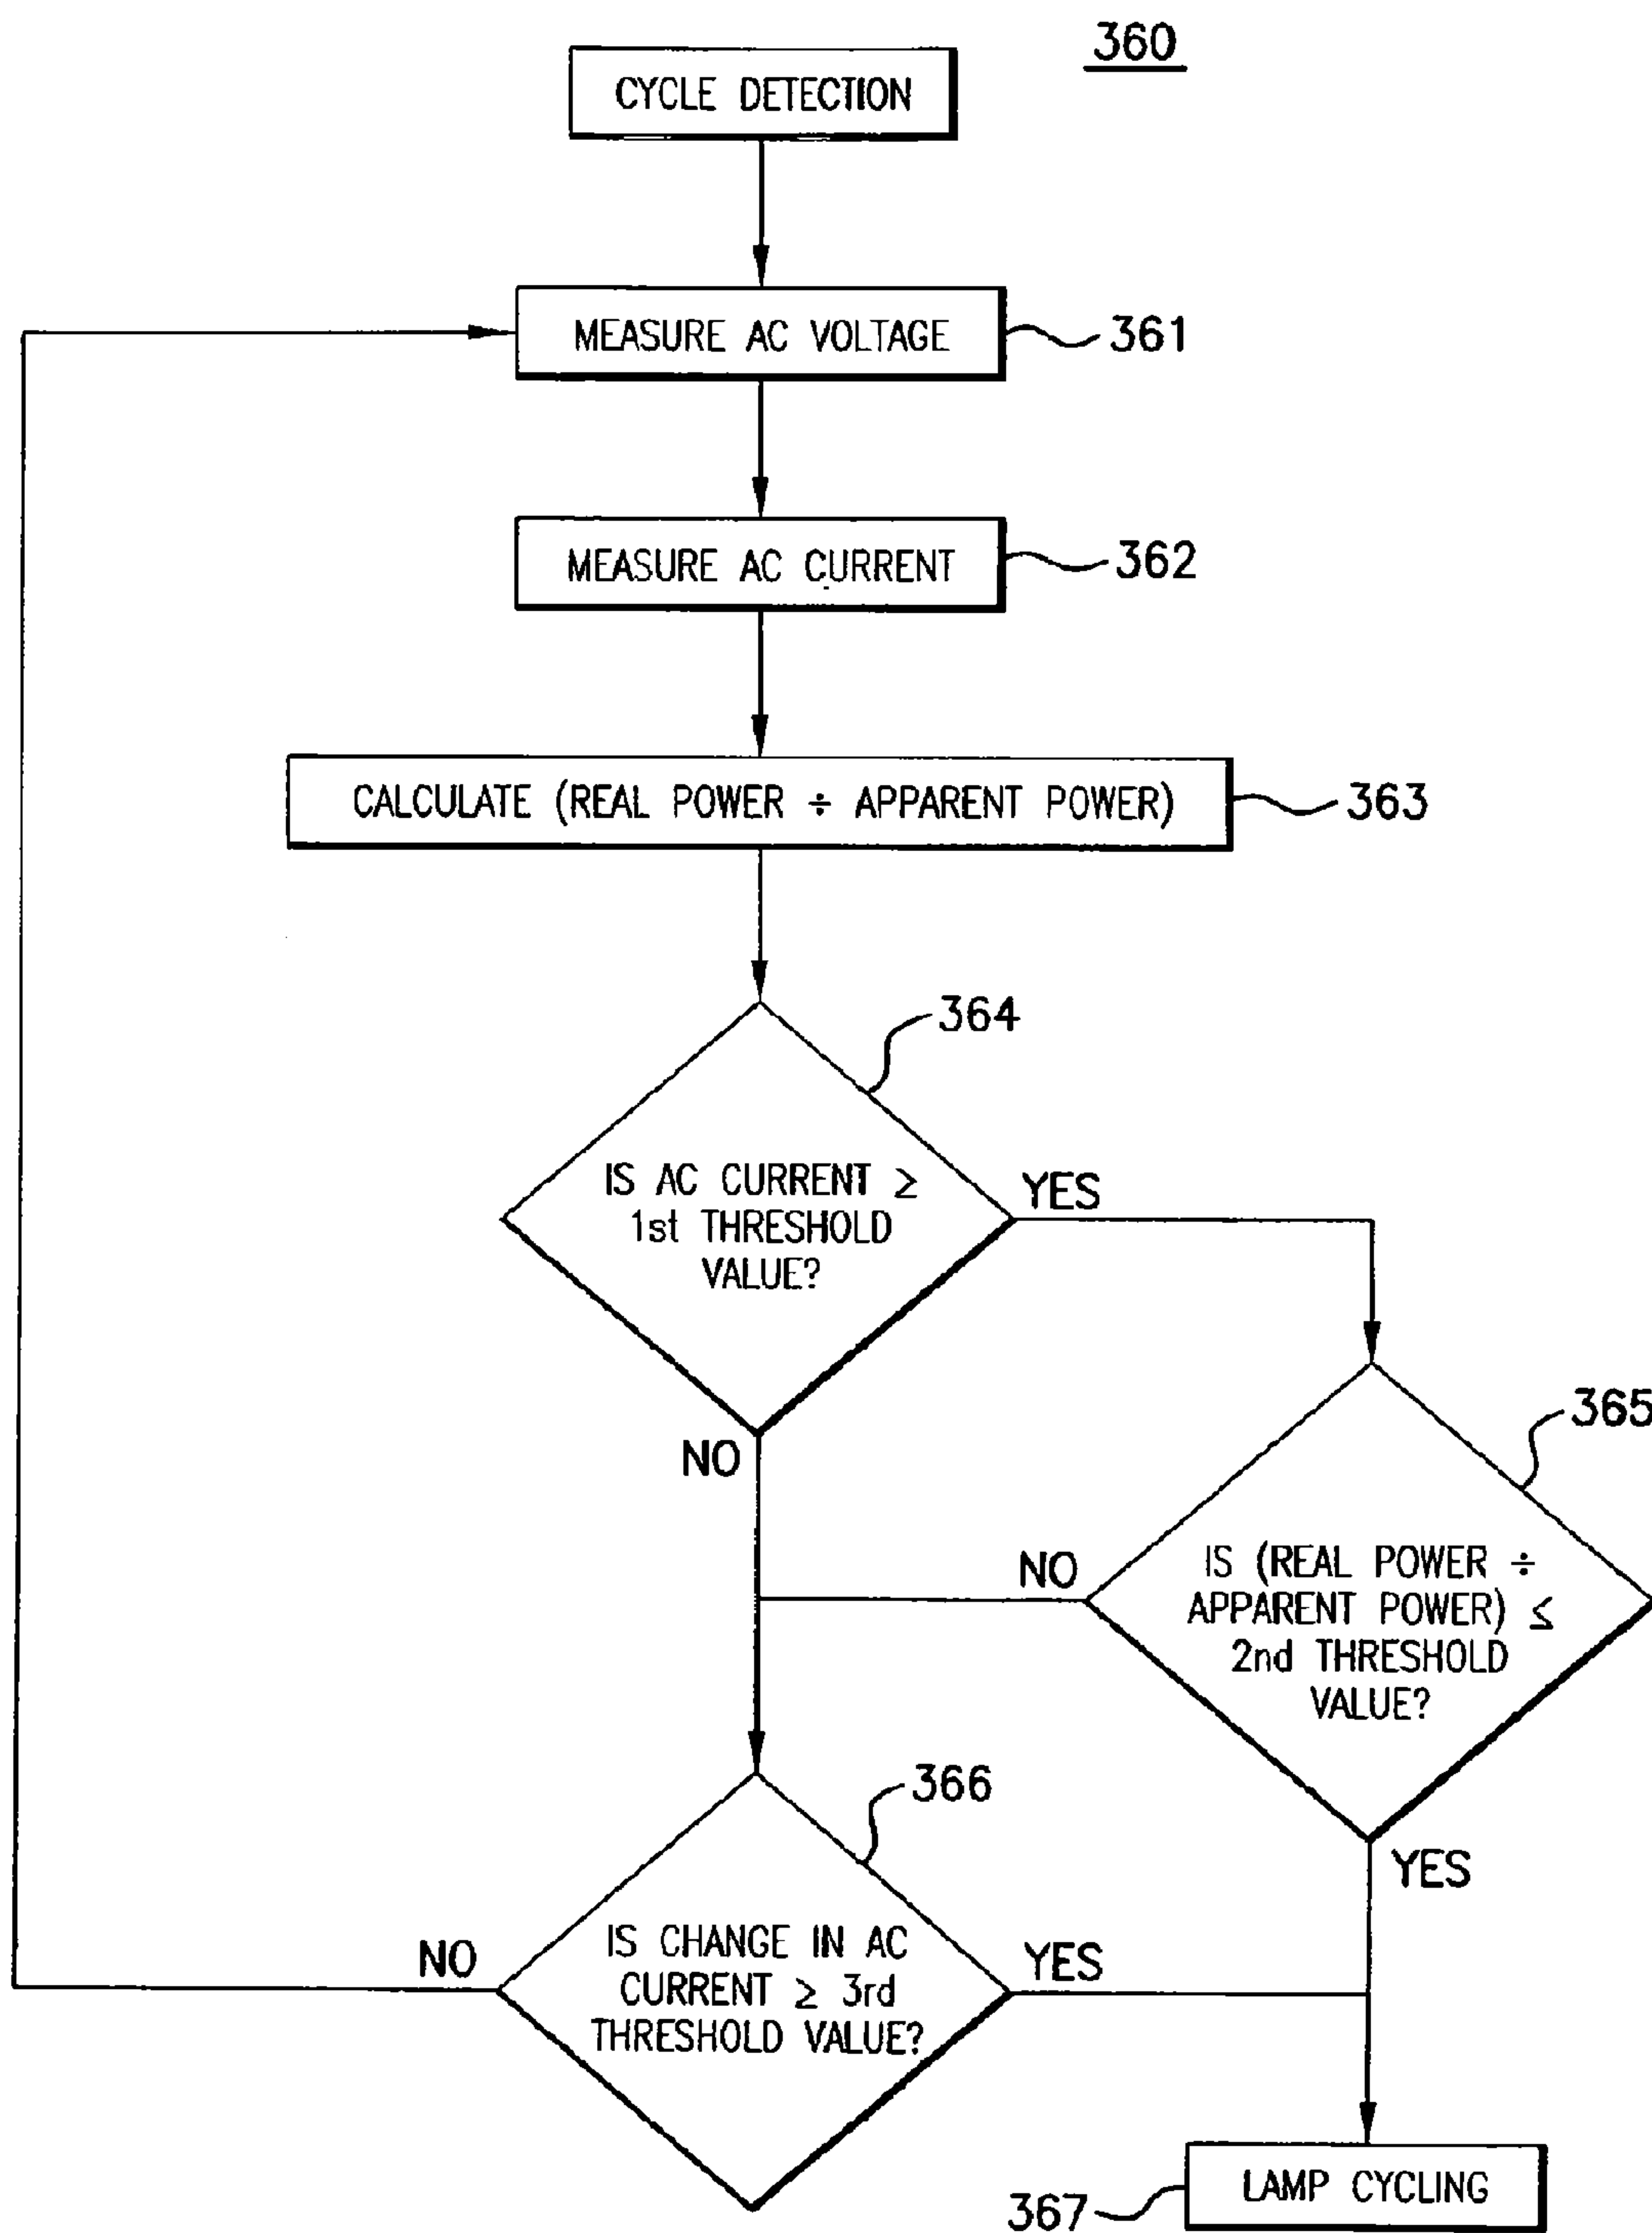 360
CYCLE DETECTION
MEASURE AC VOLTAGE
361
MEASURE AC CURRENT
362
CALCULATE (REAL POWER ÷ APPARENT POWER)
363
364
IS AC CURRENT ≥
1st THRESHOLD
VALUE?
YES
NO
365
IS (REAL POWER ÷
APPARENT POWER) ≤
2nd THRESHOLD
VALUE?
NO
YES
366
IS CHANGE IN AC
CURRENT ≥ 3rd
THRESHOLD VALUE?
NO
YES
LAMP CYCLING
367